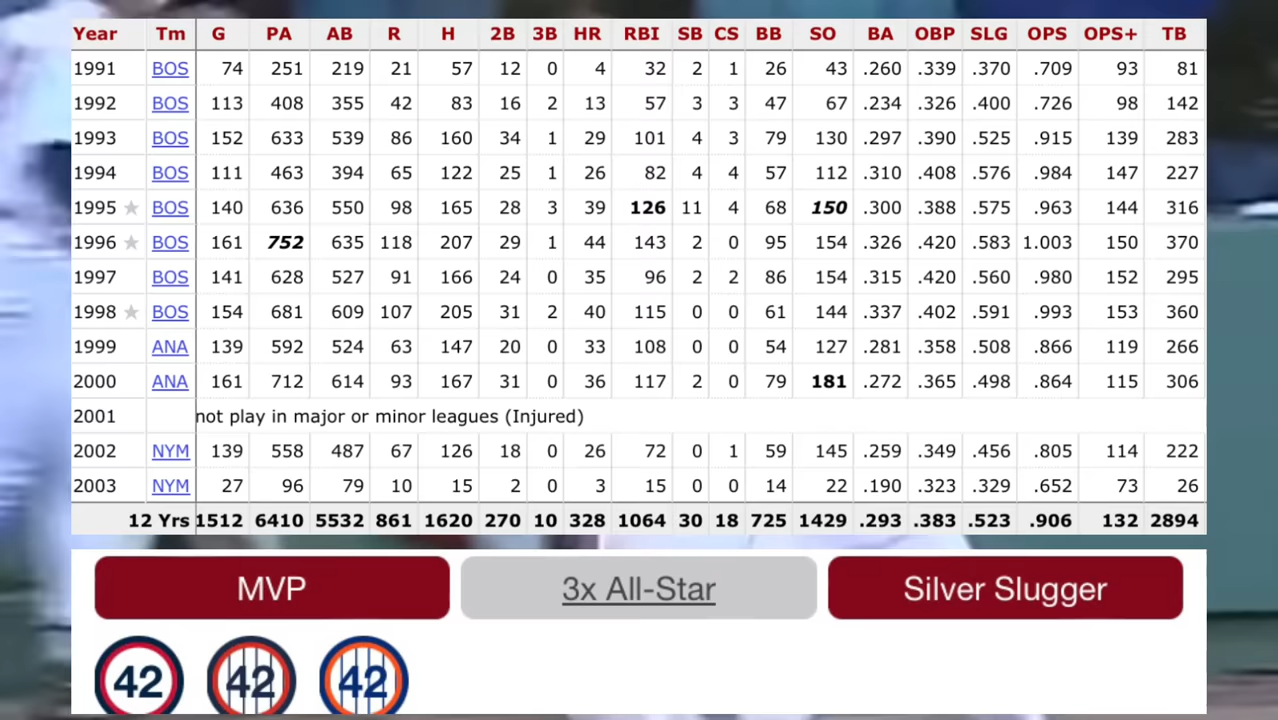 Year Tm G PA AB R H 2B 3B HR RBI SB CS BB SO BA OBP SLG OPS OPS+ TB
1991 BOS 74 251 219 21 57 12 0 4 32 2 1 26 43 .260 .339 .370 .709 93 81
1992 BOS 113 408 355 42 83 16 2 13 57 3 3 47 67 .234 .326 .400 .726 98 142
1993 BOS 152 633 539 86 160 34 1 29 101 4 3 79 130 .297 .390 .525 .915 139 283
1994 BOS 111 463 394 65 122 25 1 26 82 4 4 57 112 .310 .408 .576 .984 147 227
1995 ★ BOS 140 636 550 98 165 28 3 39 126 11 4 68 150 .300 .388 .575 .963 144 316
1996 ★ BOS 161 752 635 118 207 29 1 44 143 2 0 95 154 .326 .420 .583 1.003 150 370
1997 BOS 141 628 527 91 166 24 0 35 96 2 2 86 154 .315 .420 .560 .980 152 295
1998 ★ BOS 154 681 609 107 205 31 2 40 115 0 0 61 144 .337 .402 .591 .993 153 360
1999 ANA 139 592 524 63 147 20 0 33 108 0 0 54 127 .281 .358 .508 .866 119 266
2000 ANA 161 712 614 93 167 31 0 36 117 2 0 79 181 .272 .365 .498 .864 115 306
2001 not play in major or minor leagues (Injured)
2002 NYM 139 558 487 67 126 18 0 26 72 0 1 59 145 .259 .349 .456 .805 114 222
2003 NYM 27 96 79 10 15 2 0 3 15 0 0 14 22 .190 .323 .329 .652 73 26
12 Yrs 1512 6410 5532 861 1620 270 10 328 1064 30 18 725 1429 .293 .383 .523 .906 132 2894
MVP 3x All-Star Silver Slugger
42 42 42